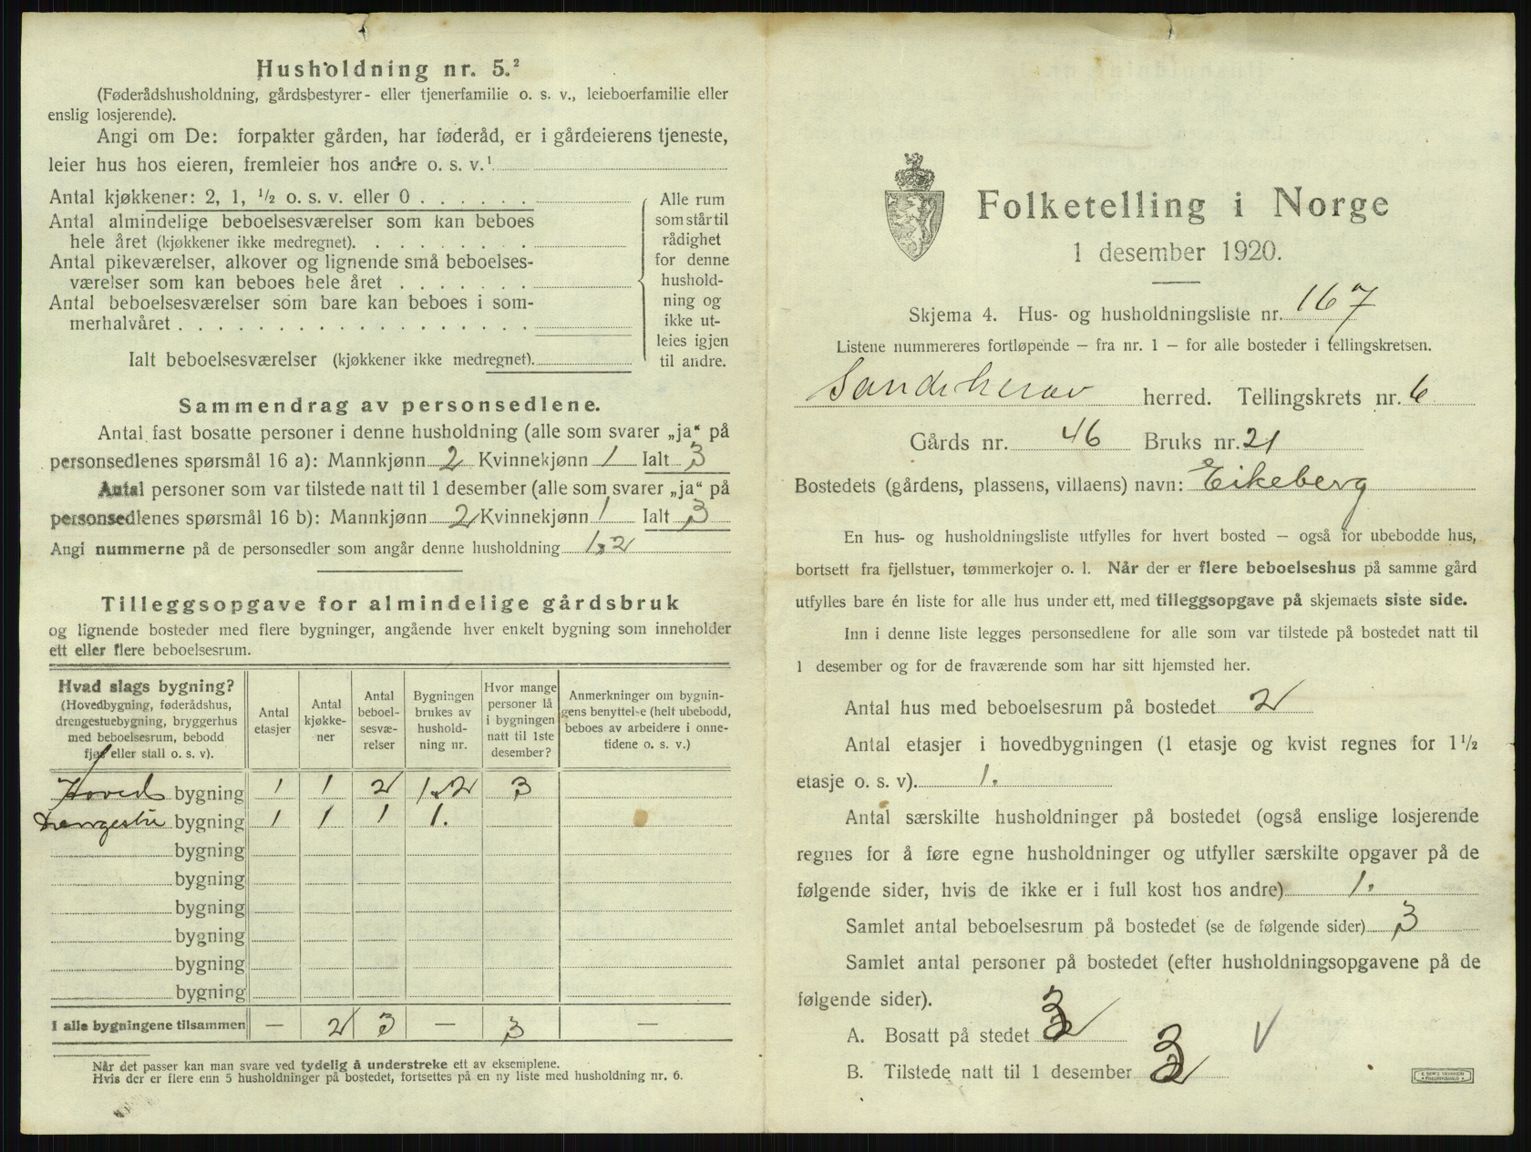 Husholdning nr. 5.²
(Føderådshusholdning, gårdsbestyrer- eller tjenerfamilie o. s. v., leieboerfamilie eller
enslig losjerende).
Angi om De: forpakter gården, har føderåd, er i gårdeierens tjeneste,
leier hus hos eieren, fremleier hos andre o. s. v.¹
Antal kjøkkener: 2, 1, ½ o. s. v. eller 0
Antal almindelige beboelsesværelser som kan beboes
hele året (kjøkkener ikke medregnet).
Antal pikeværelser, alkover og lignende små beboelses-
værelser som kan beboes hele året
Antal beboelsesværelser som bare kan beboes i som-
merhalvåret
Ialt beboelsesværelser (kjøkkener ikke medregnet).
Alle rum
som står til
rådighet
for denne
hushold-
ning og
ikke ut-
leies igjen
til andre.
Sammendrag av personsedlene.
Antal fast bosatte personer i denne husholdning (alle som svarer „ja“ på
personsedlenes spørsmål 16 a): Mannkjønn 2 Kvinnekjønn 1 Ialt 3
Antal personer som var tilstede natt til 1 desember (alle som svarer „ja“ på
personsedlenes spørsmål 16 b): Mannkjønn 2 Kvinnekjønn 1 Ialt 3
Angi nummerne på de personsedler som angår denne husholdning
Tilleggsopgave for almindelige gårdsbruk
og lignende bosteder med flere bygninger, angående hver enkelt bygning som inneholder
ett eller flere beboelsesrum.
Hvad slags bygning?
(Hovedbygning, føderådshus,
drengestuebygning, bryggerhus
med beboelsesrum, bebodd
fjøs eller stall o. s. v).
Antal
etasjer
Antal
kjøkke-
ner
Antal
beboel-
sesvæ-
relser
Bygningen
brukes av
hushold-
ning nr.
Hvor mange
personer lå
i bygningen
natt til 1ste
desember?
Anmerkninger om bygnin-
gens benyttelse (helt ubebodd,
beboes av arbeidere i onne-
tidene o. s. v.)
Hoved bygning 1 1 2 1.2 3
bygning 1 1 1 1.
bygning
bygning
bygning
bygning
bygning
bygning
I alle bygningene tilsammen — 2 3 — 3 —
Når det passer kan man svare ved tydelig å understreke ett av eksemplene.
Hvis der er flere enn 5 husholdninger på bostedet, fortsettes på en ny liste med husholdning nr. 6.
Folketelling i Norge
1 desember 1920.
Skjema 4. Hus- og husholdningsliste nr. 167
Listene nummereres fortløpende — fra nr. 1 — for alle bosteder i tellingskretsen.
Sandeherav herred. Tellingskrets nr. 6
Gårds nr. 46 Bruks nr. 21
Bostedets (gårdens, plassens, villaens) navn: Eikeberg
En hus- og husholdningsliste utfylles for hvert bosted — også for ubebodde hus,
bortsett fra fjellstuer, tømmerkojer o. l. Når der er flere beboelseshus på samme gård
utfylles bare én liste for alle hus under ett, med tilleggsopgave på skjemaets siste side.
Inn i denne liste legges personsedlene for alle som var tilstede på bostedet natt til
1 desember og for de fraværende som har sitt hjemsted her.
Antal hus med beboelsesrum på bostedet 2
Antal etasjer i hovedbygningen (1 etasje og kvist regnes for 1½
etasje o. s. v). 1.
Antal særskilte husholdninger på bostedet (også enslige losjerende
regnes for å føre egne husholdninger og utfyller særskilte opgaver på de
følgende sider, hvis de ikke er i full kost hos andre) 1.
Samlet antal beboelsesrum på bostedet (se de følgende sider) 3
Samlet antal personer på bostedet (efter husholdningsopgavene på de
følgende sider).
A. Bosatt på stedet 3
B. Tilstede natt til 1 desember 3